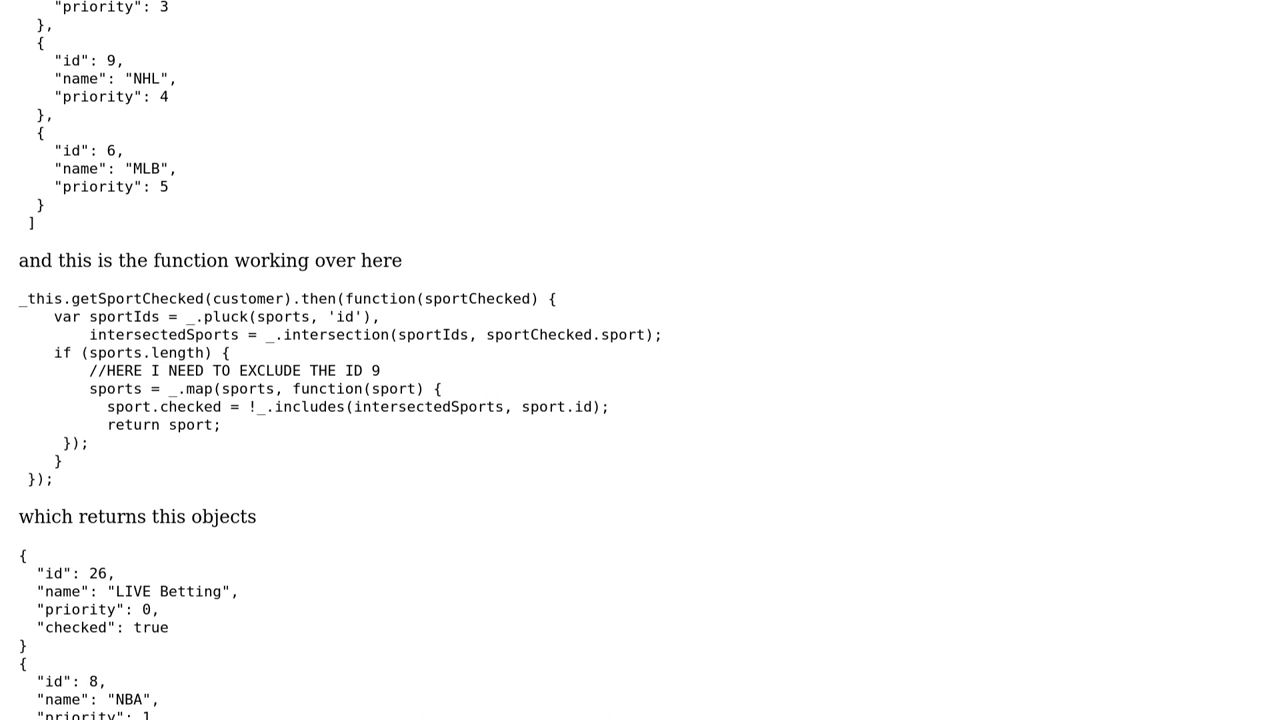 "priority": 3
},
{
"id": 9,
"name": "NHL",
"priority": 4
},
{
"id": 6,
"name": "MLB",
"priority": 5
}
]
and this is the function working over here
_this.getSportChecked(customer).then(function(sportChecked) {
var sportIds = _.pluck(sports, 'id'),
intersectedSports = _.intersection(sportIds, sportChecked.sport);
if (sports.length) {
//HERE I NEED TO EXCLUDE THE ID 9
sports = _.map(sports, function(sport) {
sport.checked = !_.includes(intersectedSports, sport.id);
return sport;
});
}
});
which returns this objects
{
"id": 26,
"name": "LIVE Betting",
"priority": 0,
"checked": true
}
{
"id": 8,
"name": "NBA",
"priority": 1